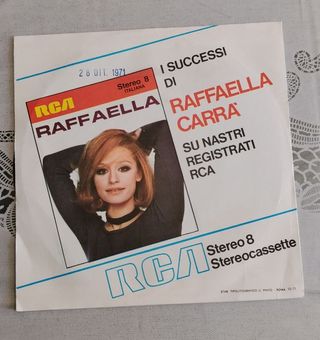 28 OTT. 1971
Stereo 8
ITALIANA
RCA
RAFFAELLA
I SUCCESSI
DI
RAFFAELLA
CARRA'
SU NASTRI
REGISTRATI
RCA
RCA
Stereo 8
Stereocassette